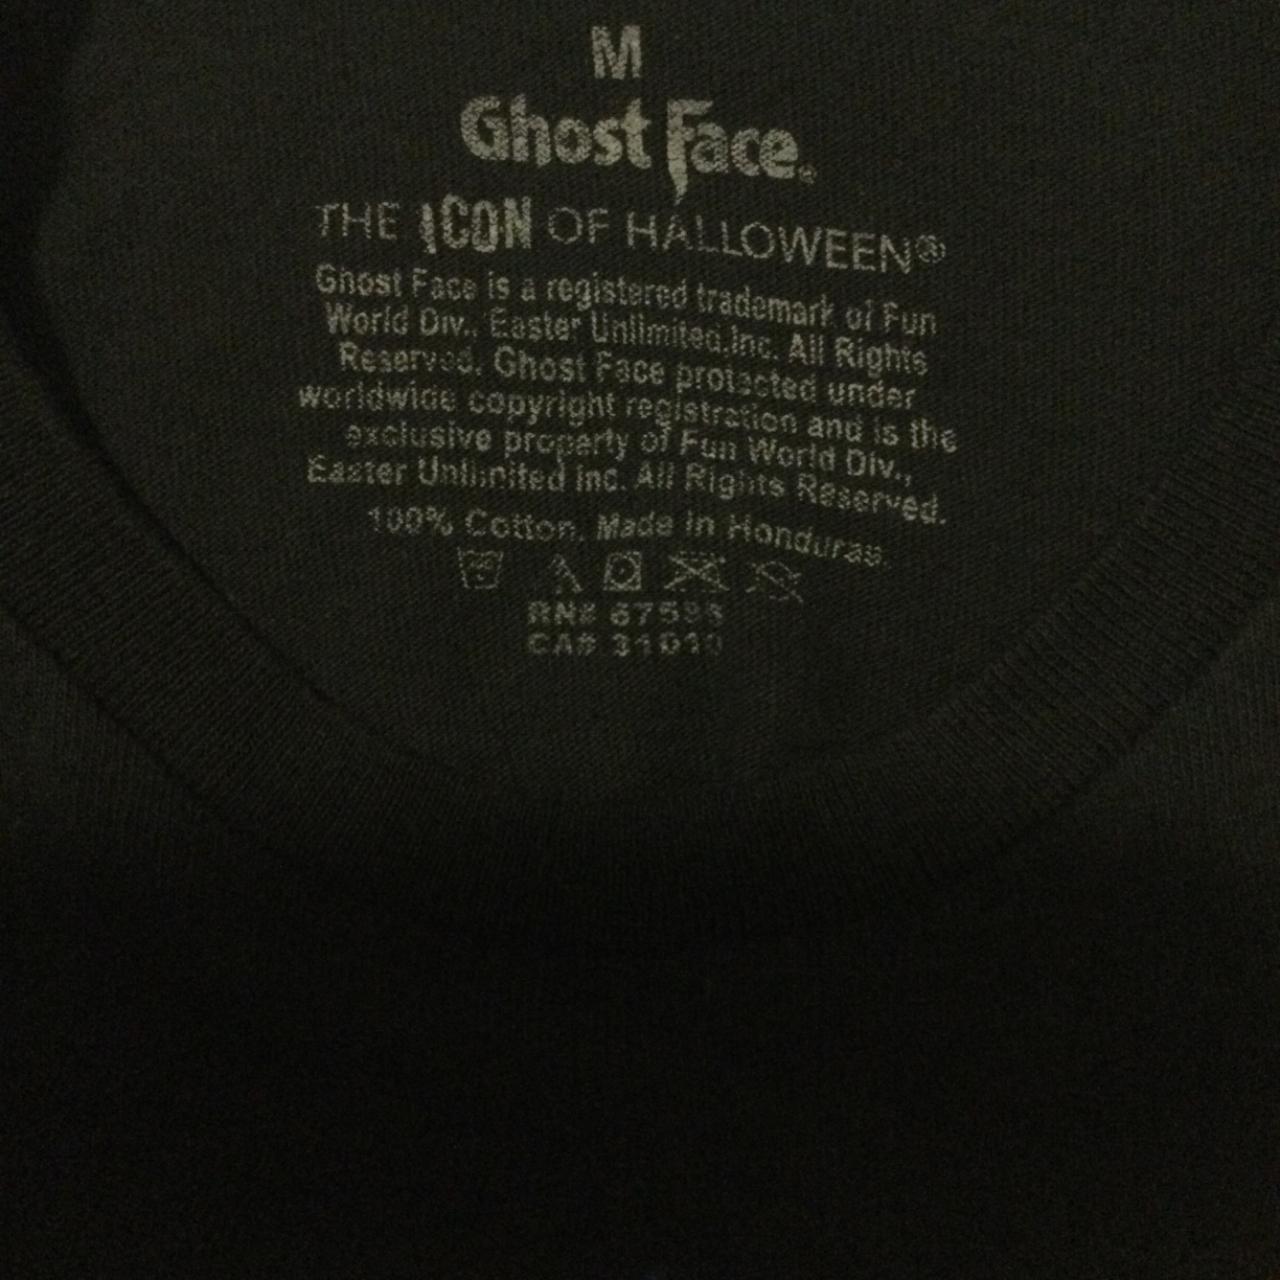 M
Ghost Face®
THE ICON OF HALLOWEEN®
Ghost Face is a registered trademark of Fun
World Div., Easter Unlimited,Inc. All Rights
Reserved. Ghost Face protected under
worldwide copyright registration and is the
exclusive property of Fun World Div.,
Easter Unlimited Inc. All Rights Reserved.
100% Cotton. Made in Honduras.
RN#
CA#